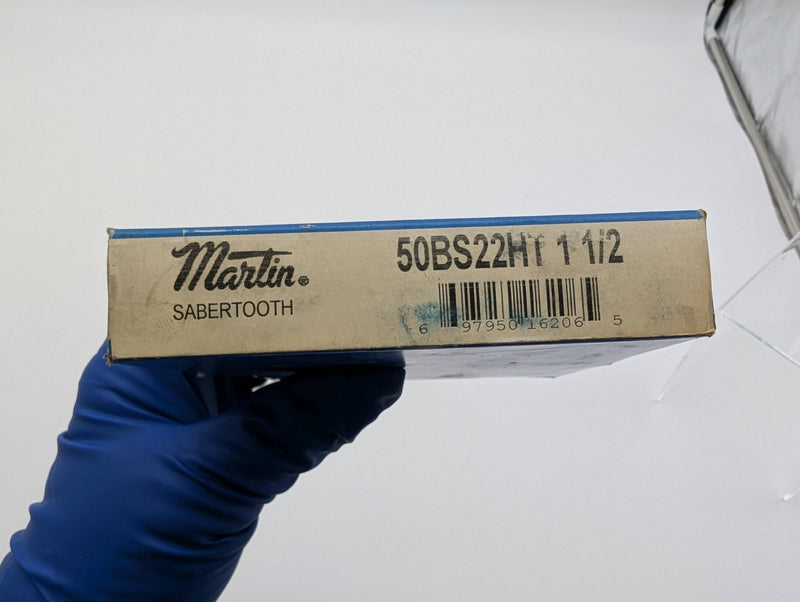 Martin®
SABERTOOTH
50BS22HT 1 1/2
6 97950 16206 5